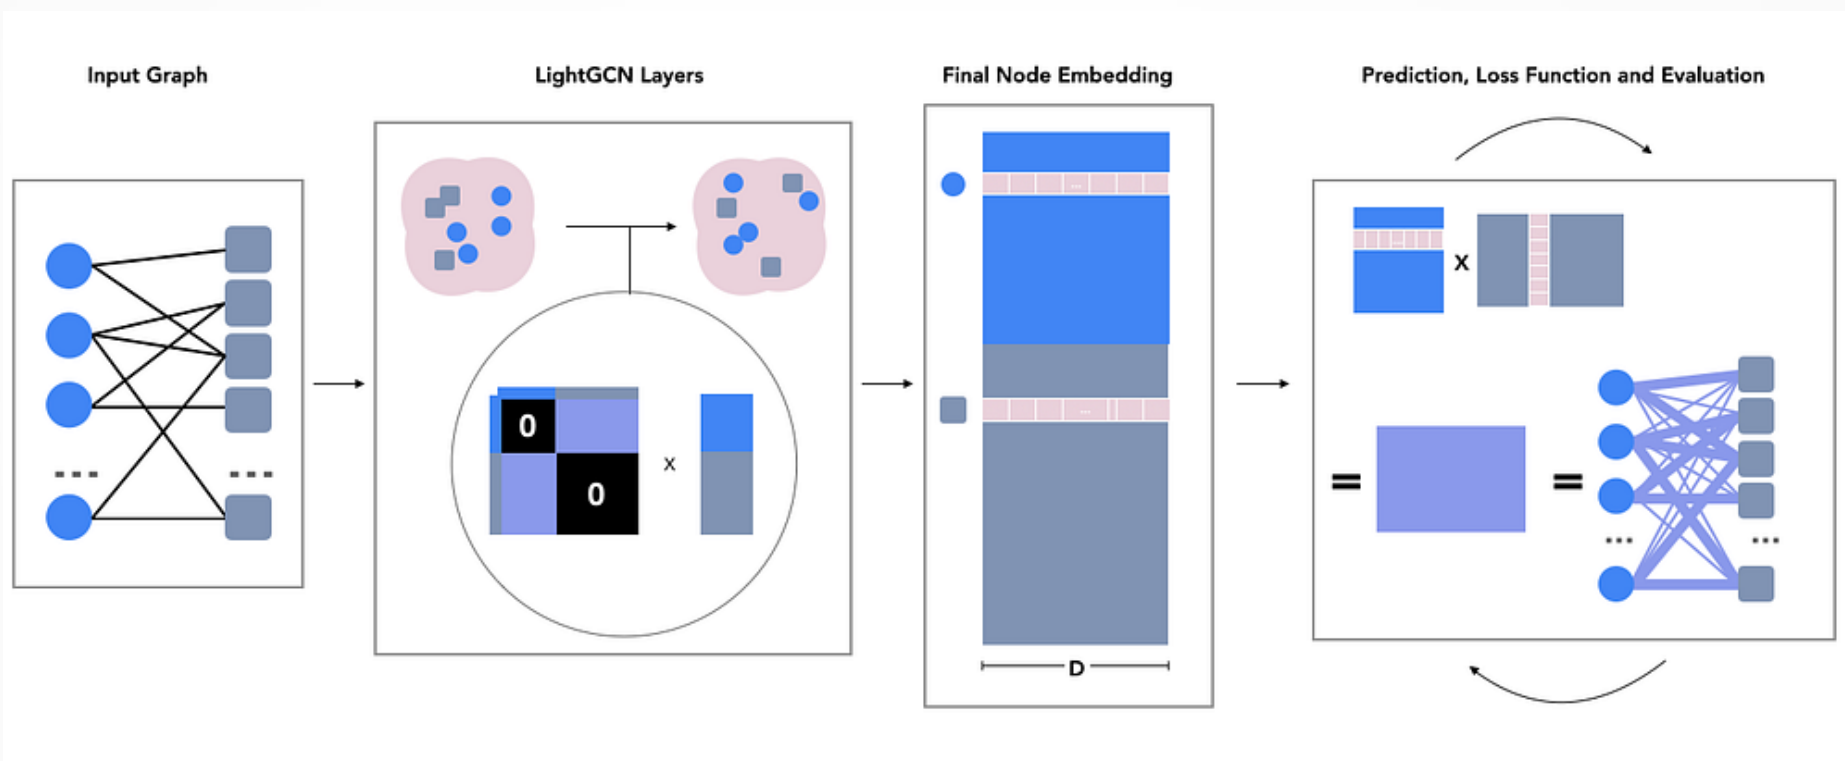 Input Graph
LightGCN Layers
Final Node Embedding
Prediction, Loss Function and Evaluation
...
x
0
x
0
...
=
=
...
...
D